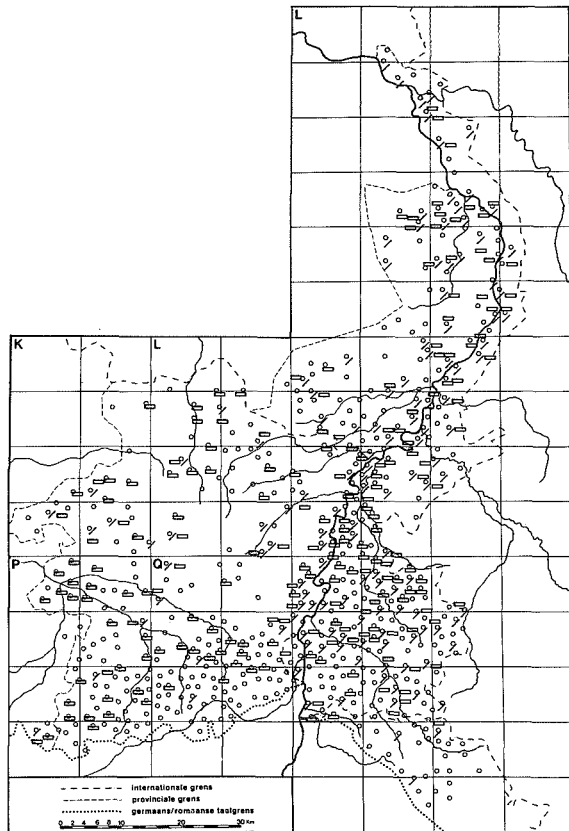 L
K L
P Q
internationale grens
provinciale grens
germaans/romaanse taalgrens
0 2 4 6 8 10 20 30 Km